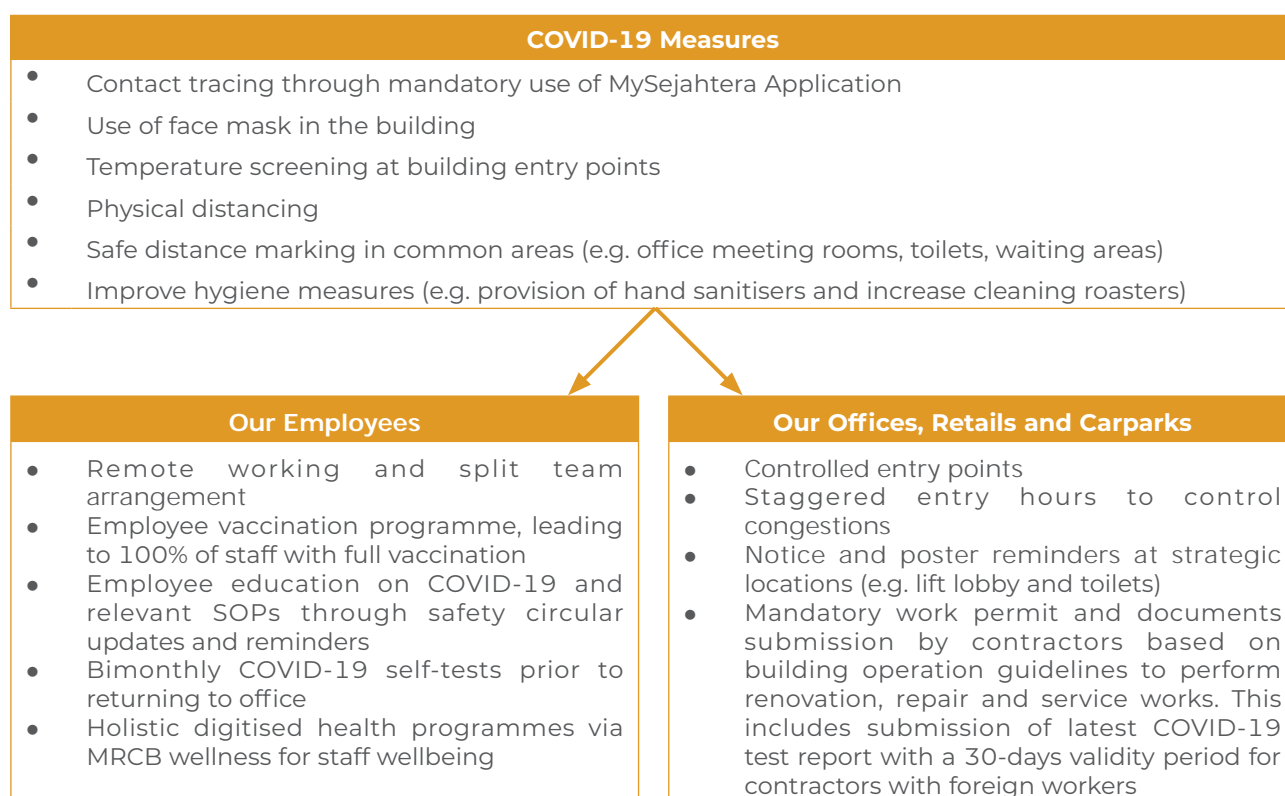 COVID-19 Measures
• Contact tracing through mandatory use of MySejahtera Application
• Use of face mask in the building
• Temperature screening at building entry points
• Physical distancing
• Safe distance marking in common areas (e.g. office meeting rooms, toilets, waiting areas)
• Improve hygiene measures (e.g. provision of hand sanitisers and increase cleaning roasters)
Our Employees
● Remote working and split team
arrangement
● Employee vaccination programme, leading
to 100% of staff with full vaccination
● Employee education on COVID-19 and
relevant SOPs through safety circular
updates and reminders
● Bimonthly COVID-19 self-tests prior to
returning to office
● Holistic digitised health programmes via
MRCB wellness for staff wellbeing
Our Offices, Retails and Carparks
● Controlled entry points
● Staggered entry hours to control
congestions
● Notice and poster reminders at strategic
locations (e.g. lift lobby and toilets)
● Mandatory work permit and documents
submission by contractors based on
building operation guidelines to perform
renovation, repair and service works. This
includes submission of latest COVID-19
test report with a 30-days validity period for
contractors with foreign workers